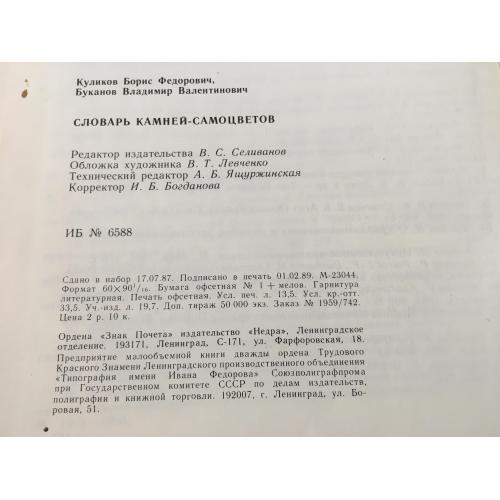 Куликов Борис Федорович,
Буканов Владимир Валентинович
СЛОВАРЬ КАМНЕЙ-САМОЦВЕТОВ
Редактор издательства В. С. Селиванов
Обложка художника В. Т. Левченко
Технический редактор А. Б. Ящуржинская
Корректор И. Б. Богданова
ИБ № 6588
Сдано в набор 17.07.87. Подписано в печать 01.02.89. М-23044.
Формат 60×90¹/₁₆. Бумага офсетная № 1 + мелов. Гарнитура
литературная. Печать офсетная. Усл. печ. л. 13,5. Усл. кр.-отт.
33,5. Уч.-изд. л. 19,7. Доп. тираж 50 000 экз. Заказ № 1959/742.
Цена 2 р. 10 к.
Ордена «Знак Почета» издательство «Недра», Ленинградское
отделение. 193171, Ленинград, С-171, ул. Фарфоровская, 18.
Предприятие малообъемной книги дважды ордена Трудового
Красного Знамени Ленинградского производственного объединения
«Типография имени Ивана Федорова» Союзполиграфпрома
при Государственном комитете СССР по делам издательств,
полиграфии и книжной торговли. 192007, г. Ленинград, ул. Бо-
ровая, 51.